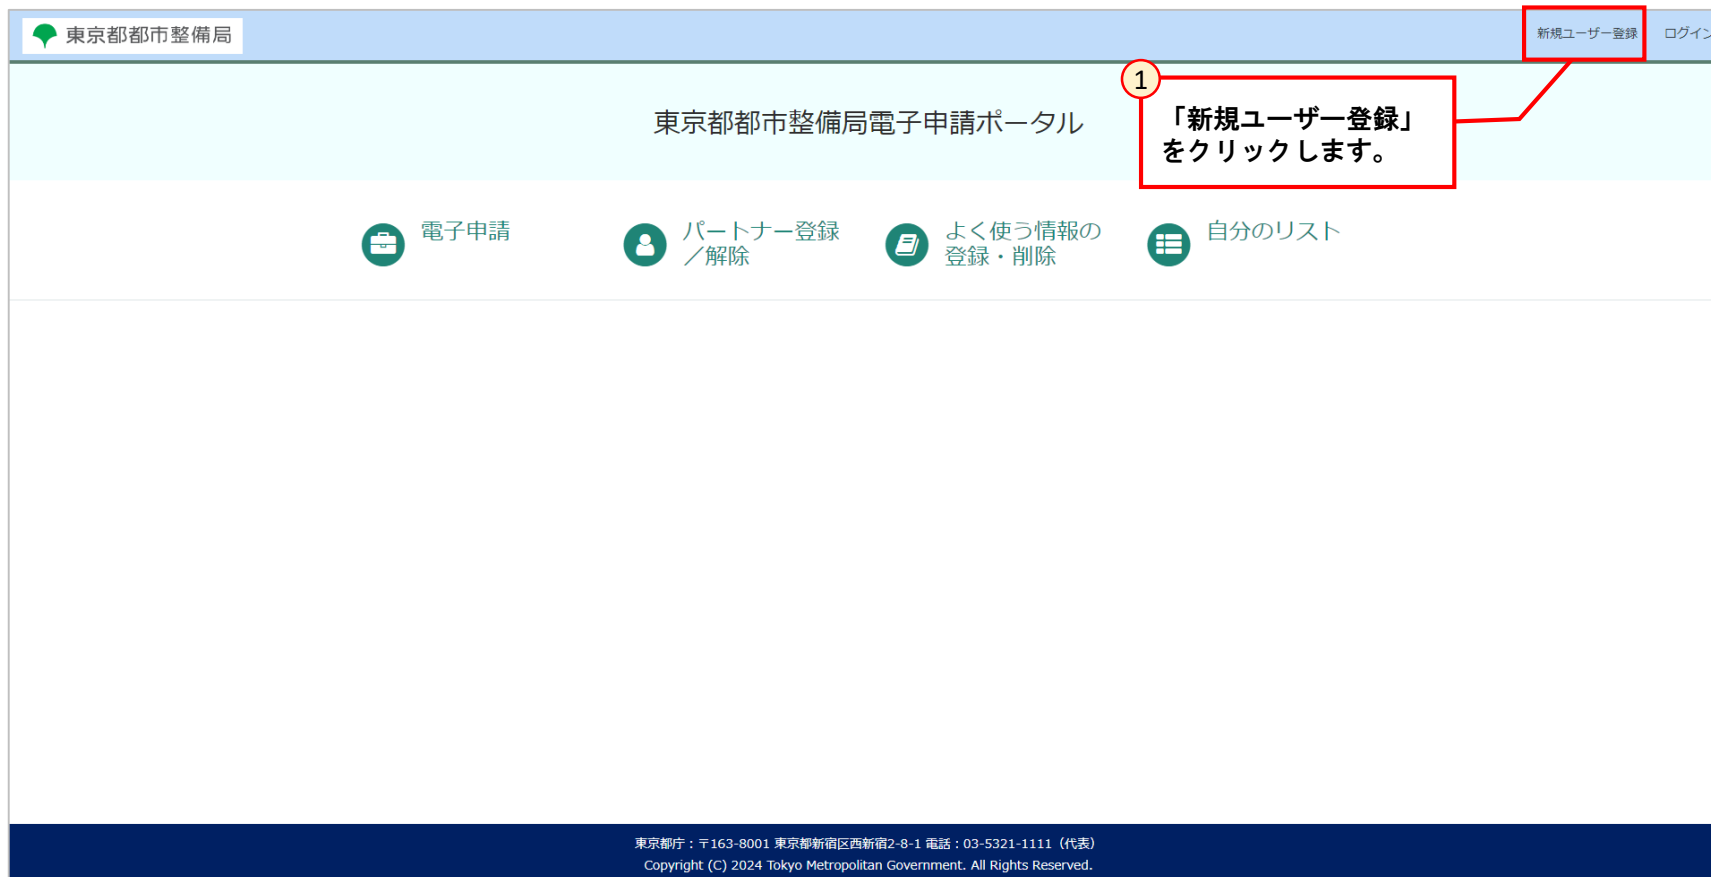 東京都都市整備局
新規ユーザー登録
ログイン
1
「新規ユーザー登録」
をクリックします。
東京都都市整備局電子申請ポータル
電子申請
パートナー登録
／解除
よく使う情報の
登録・削除
自分のリスト
東京都庁：〒163-8001 東京都新宿区西新宿2-8-1 電話：03-5321-1111（代表）
Copyright (C) 2024 Tokyo Metropolitan Government. All Rights Reserved.